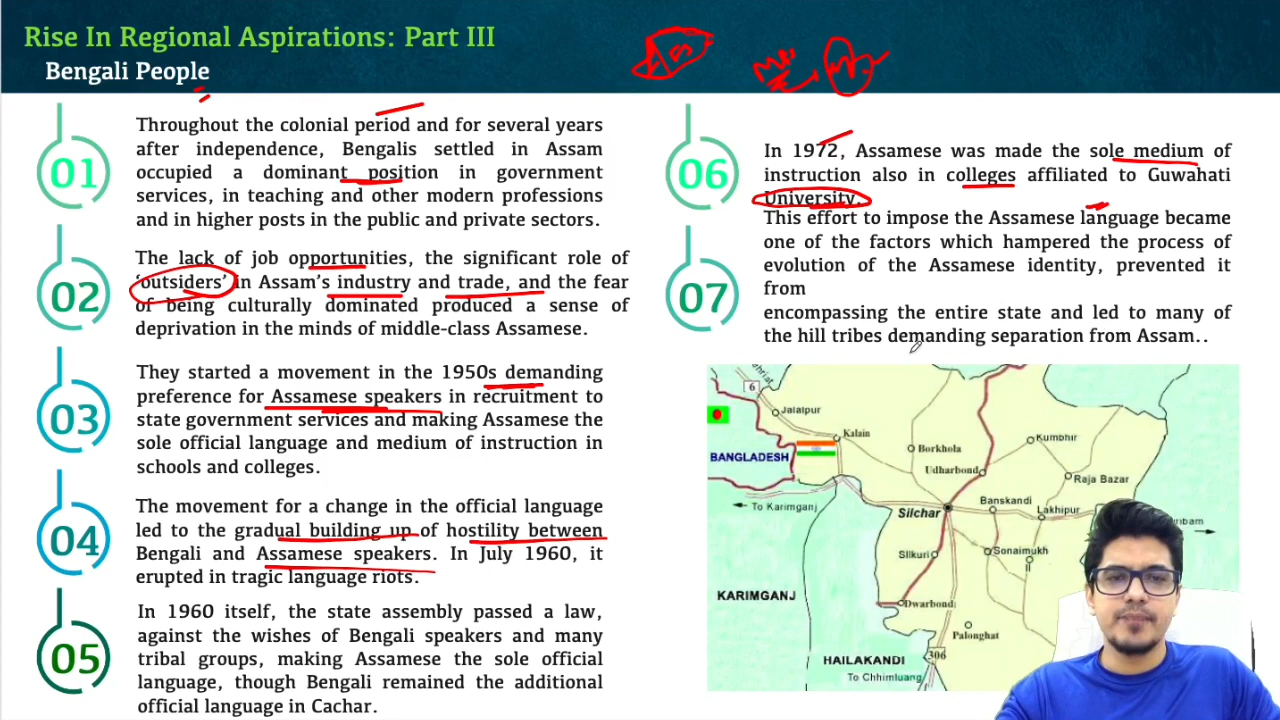 Rise In Regional Aspirations: Part III
Bengali People
01
Throughout the colonial period and for several years
after independence, Bengalis settled in Assam
occupied a dominant position in government
services, in teaching and other modern professions
and in higher posts in the public and private sectors.
02
The lack of job opportunities, the significant role of
'outsiders' in Assam's industry and trade, and the fear
of being culturally dominated produced a sense of
deprivation in the minds of middle-class Assamese.
03
They started a movement in the 1950s demanding
preference for Assamese speakers in recruitment to
state government services and making Assamese the
sole official language and medium of instruction in
schools and colleges.
04
The movement for a change in the official language
led to the gradual building up of hostility between
Bengali and Assamese speakers. In July 1960, it
erupted in tragic language riots.
05
In 1960 itself, the state assembly passed a law,
against the wishes of Bengali speakers and many
tribal groups, making Assamese the sole official
language, though Bengali remained the additional
official language in Cachar.
06
In 1972, Assamese was made the sole medium of
instruction also in colleges affiliated to Guwahati
University.
07
This effort to impose the Assamese language became
one of the factors which hampered the process of
evolution of the Assamese identity, prevented it
from
encompassing the entire state and led to many of
the hill tribes demanding separation from Assam..
6
Jalalpur
Kalain
Borkhola
Kumbhir
BANGLADESH
Udharbond
Raja Bazar
To Karimganj
Banskandi
Silchar
Lakhipur
Silkuri
Sonaimukh
KARIMGANJ
Dwarbond
Palonghat
306
HAILAKANDI
To Chhimluang